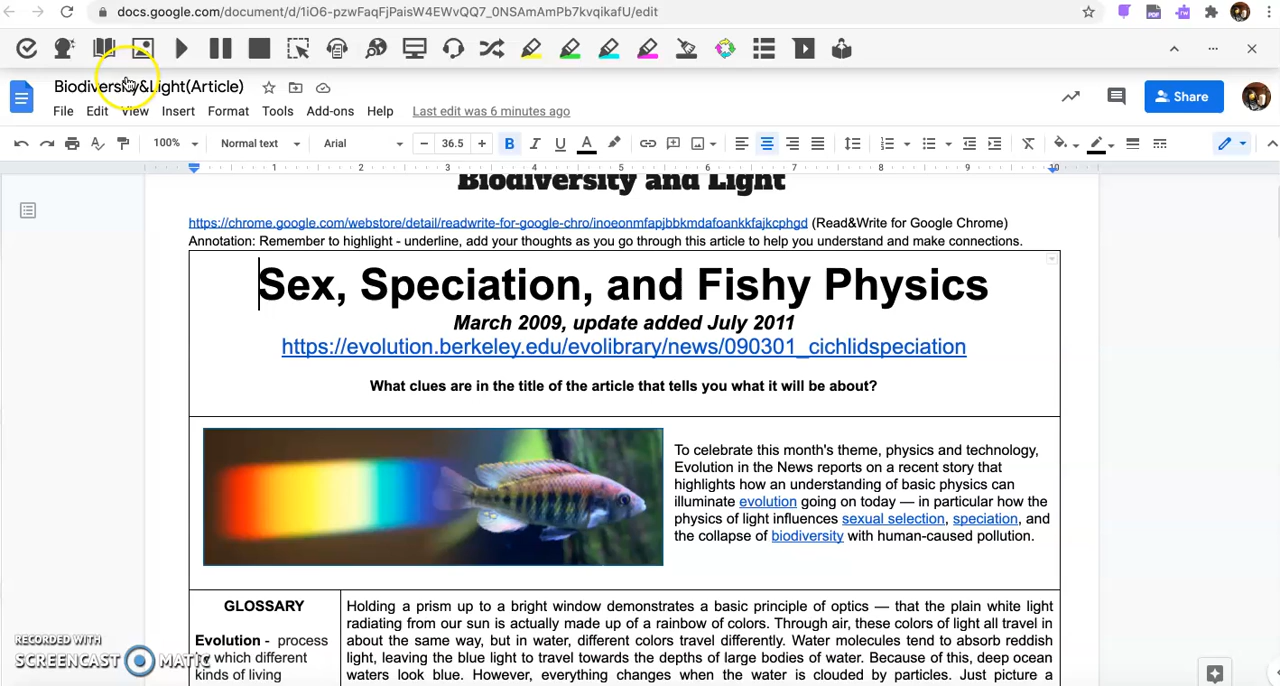 docs.google.com/document/d/1iO6-pzwFaqFjPaisW4EWvQQ7_0NSAmAmPb7kvqikafU/edit
Biodiversity&Light(Article)
File Edit View Insert Format Tools Add-ons Help Last edit was 6 minutes ago
Share
100% Normal text Arial − 36.5 + B I U A
1 2 3 4 5 6 7 8 9 10
Biodiversity and Light
https://chrome.google.com/webstore/detail/readwrite-for-google-chro/inoeonmfapjbbkmdafoankkfajkcphgd (Read&Write for Google Chrome)
Annotation: Remember to highlight - underline, add your thoughts as you go through this article to help you understand and make connections.
Sex, Speciation, and Fishy Physics
March 2009, update added July 2011
https://evolution.berkeley.edu/evolibrary/news/090301_cichlidspeciation
What clues are in the title of the article that tells you what it will be about?
To celebrate this month's theme, physics and technology,
Evolution in the News reports on a recent story that
highlights how an understanding of basic physics can
illuminate evolution going on today — in particular how the
physics of light influences sexual selection, speciation, and
the collapse of biodiversity with human-caused pollution.
GLOSSARY
Evolution - process
by which different
kinds of living
Holding a prism up to a bright window demonstrates a basic principle of optics — that the plain white light
radiating from our sun is actually made up of a rainbow of colors. Through air, these colors of light all travel in
about the same way, but in water, different colors travel differently. Water molecules tend to absorb reddish
light, leaving the blue light to travel towards the depths of large bodies of water. Because of this, deep ocean
waters look blue. However, everything changes when the water is clouded by particles. Just picture a
RECORDED WITH
SCREENCAST MATIC